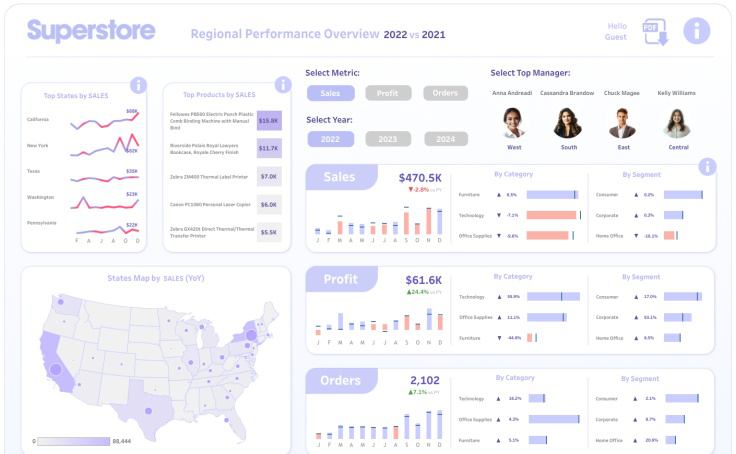 Superstore
Regional Performance Overview 2022 vs 2021
Hello
Guest
PDF
Select Metric:
Sales Profit Orders
Select Year:
2022 2023 2024
Select Top Manager:
Anna Andreadi Cassandra Brandow Chuck Magee Kelly Williams
West South East Central
Top States by SALES
California $88K
New York $82K
Texas $35K
Washington $23K
Pennsylvania $22K
F A J A O D
Top Products by SALES
Fellowes PB500 Electric Punch Plastic
Comb Binding Machine with Manual
Bind
$15.8K
Riverside Palais Royal Lawyers
Bookcase, Royale Cherry Finish
$11.7K
Zebra ZM400 Thermal Label Printer
$7.0K
Canon PC1060 Personal Laser Copier
$6.0K
Zebra GX420t Direct Thermal/Thermal
Transfer Printer
$5.5K
Sales
$470.5K
▼-2.8% vs PY
J F M A M J J A S O N D
By Category
Furniture ▲ 8.5%
Technology ▼ -7.1%
Office Supplies ▼ -9.6%
By Segment
Consumer ▲ 0.2%
Corporate ▲ 0.3%
Home Office ▼ -16.1%
States Map by SALES (YoY)
0 88,444
Profit
$61.6K
▲24.4% vs PY
J F M A M J J A S O N D
By Category
Technology ▲
Office Supplies ▲ 11.1%
Furniture ▼ -44.8%
By Segment
Consumer ▲ 17.0%
Corporate ▲ 53.1%
Home Office ▲ 8.5%
Orders
2,102
▲7.1% vs PY
J F M A M J J A S O N D
By Category
Technology ▲ 16.2%
Office Supplies ▲ 4.3%
Furniture ▲ 5.1%
By Segment
Consumer ▲ 2.1%
Corporate ▲ 8.7%
Home Office ▲ 20.8%